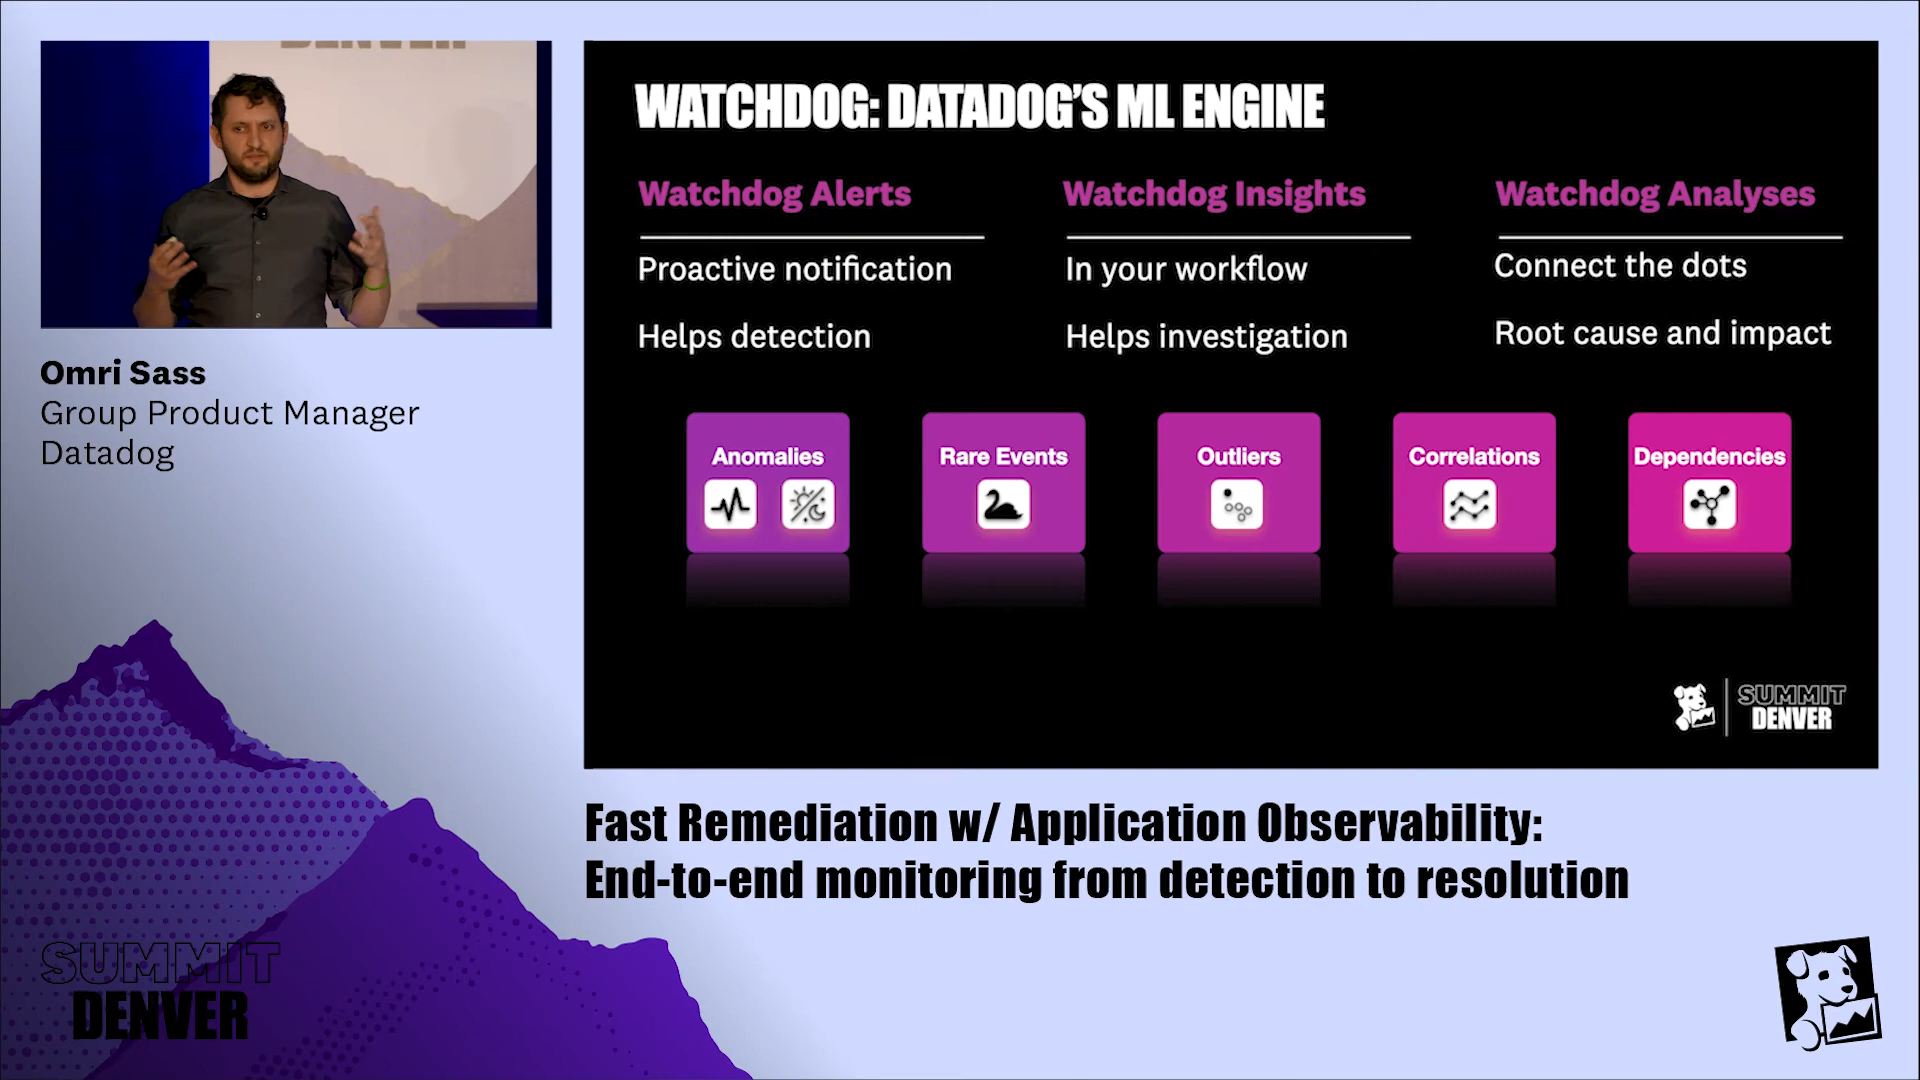 DENVER
Omri Sass
Group Product Manager
Datadog
WATCHDOG: DATADOG'S ML ENGINE
Watchdog Alerts
Proactive notification
Helps detection
Watchdog Insights
In your workflow
Helps investigation
Watchdog Analyses
Connect the dots
Root cause and impact
Anomalies
Rare Events
Outliers
Correlations
Dependencies
SUMMIT
DENVER
Fast Remediation w/ Application Observability:
End-to-end monitoring from detection to resolution
SUMMIT
DENVER